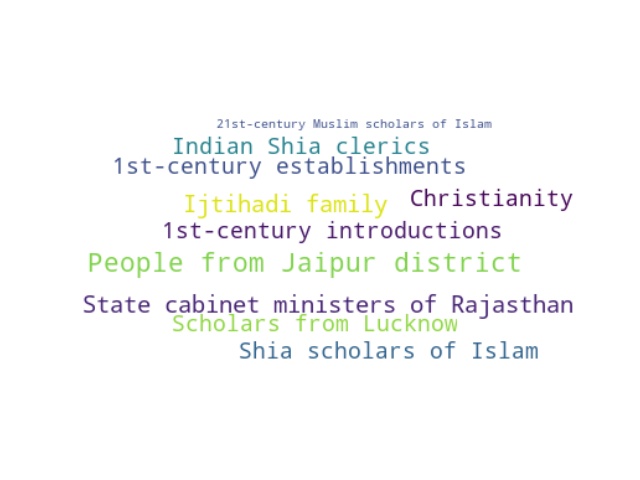 21st-century Muslim scholars of Islam
Indian Shia clerics
1st-century establishments
Christianity
Ijtihadi family
1st-century introductions
People from Jaipur district
State cabinet ministers of Rajasthan
Scholars from Lucknow
Shia scholars of Islam